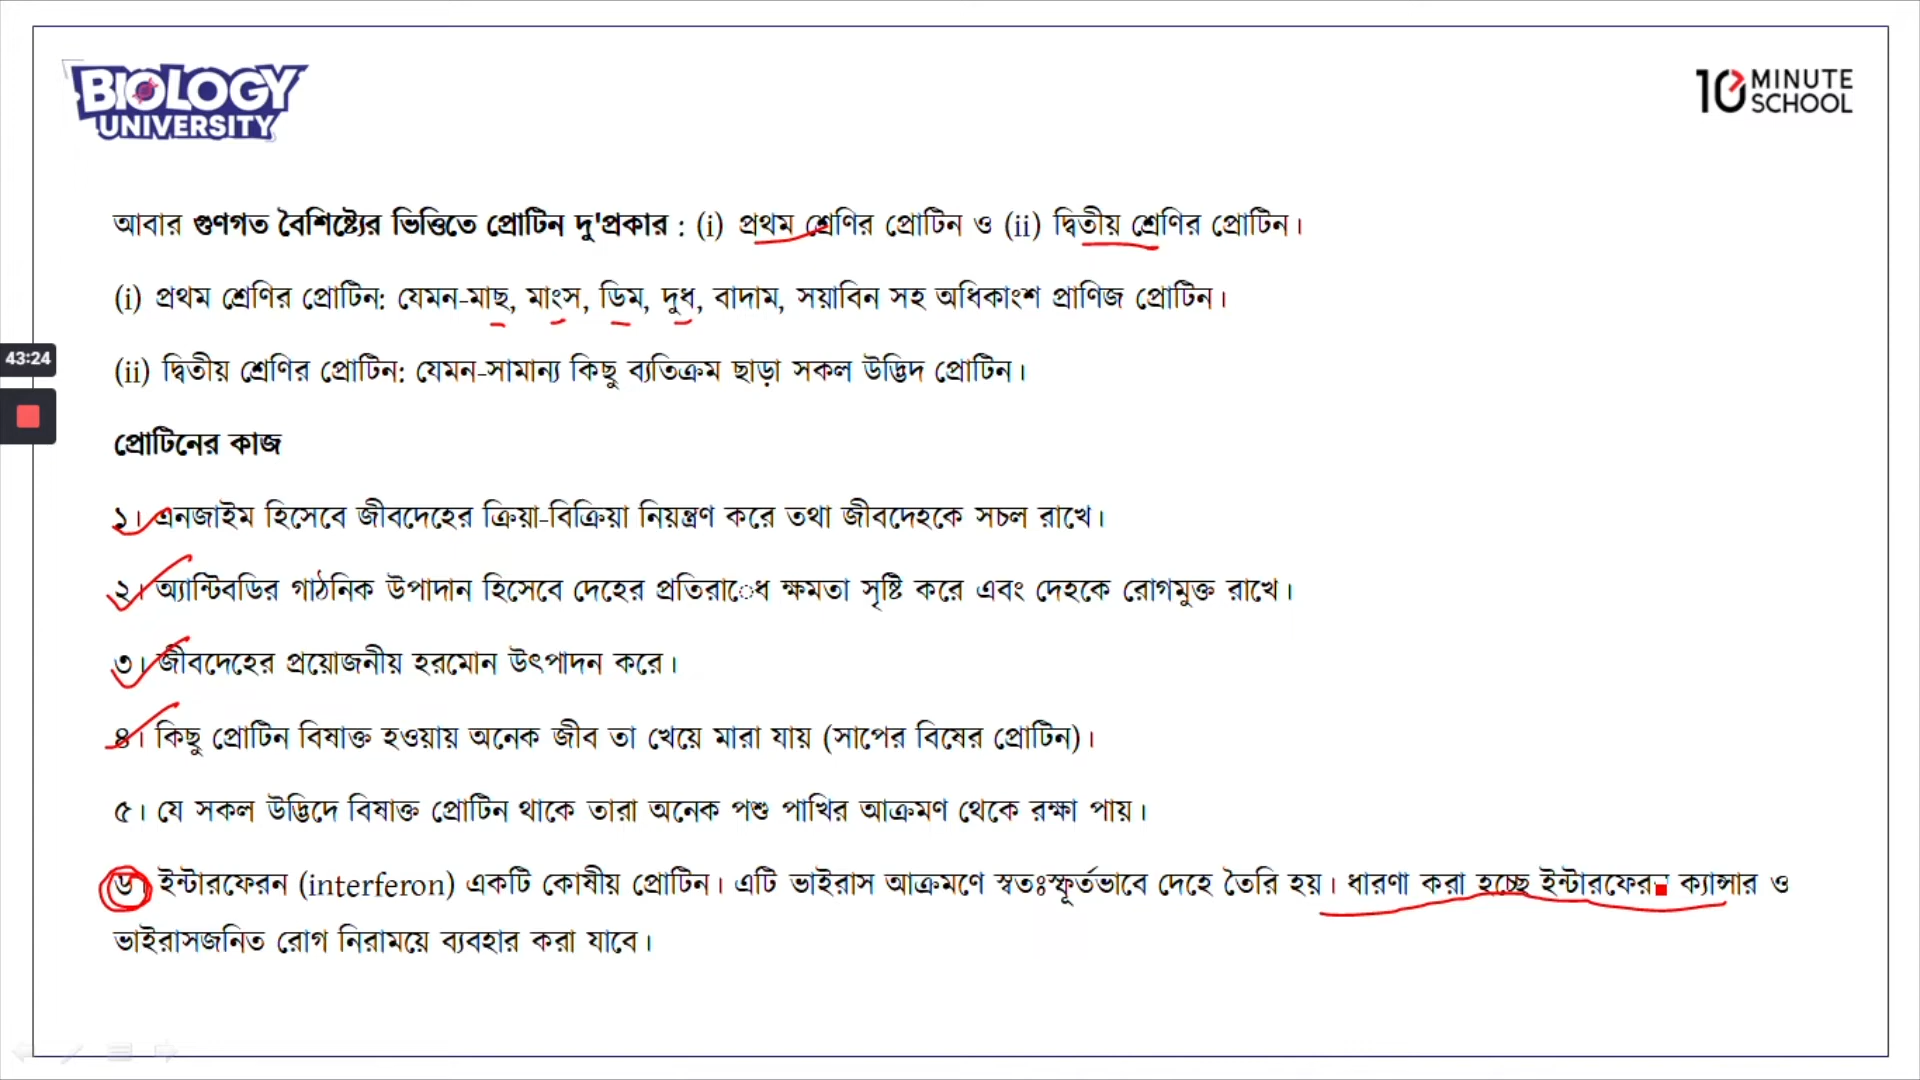 BIOLOGY
UNIVERSITY
10 MINUTE
SCHOOL
আবার গুণগত বৈশিষ্ট্যের ভিত্তিতে প্রোটিন দু'প্রকার : (i) প্রথম শ্রেণির প্রোটিন ও (ii) দ্বিতীয় শ্রেণির প্রোটিন।
(i) প্রথম শ্রেণির প্রোটিন: যেমন-মাছ, মাংস, ডিম, দুধ, বাদাম, সয়াবিন সহ অধিকাংশ প্রাণিজ প্রোটিন।
43:24
(ii) দ্বিতীয় শ্রেণির প্রোটিন: যেমন-সামান্য কিছু ব্যতিক্রম ছাড়া সকল উদ্ভিদ প্রোটিন।
প্রোটিনের কাজ
১। এনজাইম হিসেবে জীবদেহের ক্রিয়া-বিক্রিয়া নিয়ন্ত্রণ করে তথা জীবদেহকে সচল রাখে।
২। অ্যান্টিবডির গাঠনিক উপাদান হিসেবে দেহের প্রতিরােধ ক্ষমতা সৃষ্টি করে এবং দেহকে রোগমুক্ত রাখে।
৩। জীবদেহের প্রয়োজনীয় হরমোন উৎপাদন করে।
৪। কিছু প্রোটিন বিষাক্ত হওয়ায় অনেক জীব তা খেয়ে মারা যায় (সাপের বিষের প্রোটিন)।
৫। যে সকল উদ্ভিদে বিষাক্ত প্রোটিন থাকে তারা অনেক পশু পাখির আক্রমণ থেকে রক্ষা পায়।
৬। ইন্টারফেরন (interferon) একটি কোষীয় প্রোটিন। এটি ভাইরাস আক্রমণে স্বতঃস্ফূর্তভাবে দেহে তৈরি হয়। ধারণা করা হচ্ছে ইন্টারফেরন ক্যান্সার ও
ভাইরাসজনিত রোগ নিরাময়ে ব্যবহার করা যাবে।